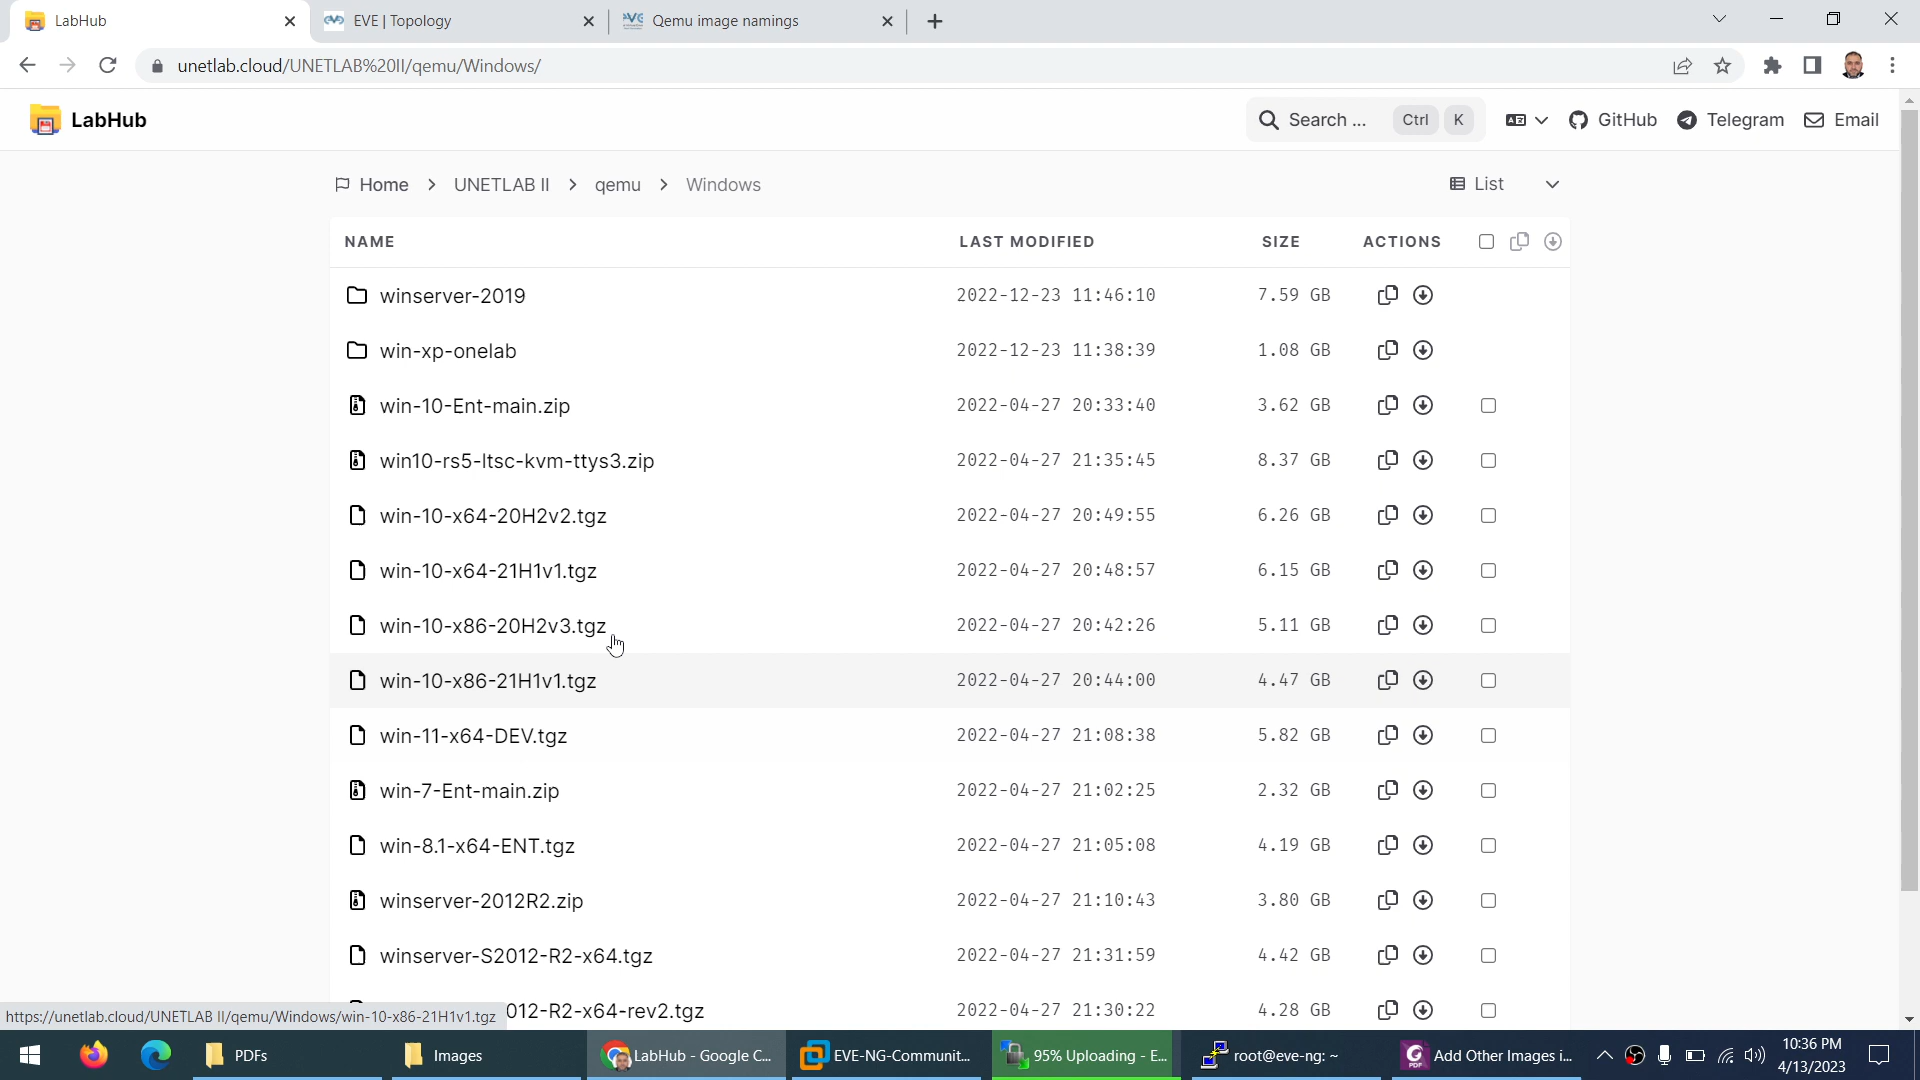 LabHub
EVE | Topology
Qemu image namings
unetlab.cloud/UNETLAB%20II/qemu/Windows/
LabHub
Search ... Ctrl K
GitHub
Telegram
Email
Home > UNETLAB II > qemu > Windows
List
NAME LAST MODIFIED SIZE ACTIONS
winserver-2019 2022-12-23 11:46:10 7.59 GB
win-xp-onelab 2022-12-23 11:38:39 1.08 GB
win-10-Ent-main.zip 2022-04-27 20:33:40 3.62 GB
win10-rs5-ltsc-kvm-ttys3.zip 2022-04-27 21:35:45 8.37 GB
win-10-x64-20H2v2.tgz 2022-04-27 20:49:55 6.26 GB
win-10-x64-21H1v1.tgz 2022-04-27 20:48:57 6.15 GB
win-10-x86-20H2v3.tgz 2022-04-27 20:42:26 5.11 GB
win-10-x86-21H1v1.tgz 2022-04-27 20:44:00 4.47 GB
win-11-x64-DEV.tgz 2022-04-27 21:08:38 5.82 GB
win-7-Ent-main.zip 2022-04-27 21:02:25 2.32 GB
win-8.1-x64-ENT.tgz 2022-04-27 21:05:08 4.19 GB
winserver-2012R2.zip 2022-04-27 21:10:43 3.80 GB
winserver-S2012-R2-x64.tgz 2022-04-27 21:31:59 4.42 GB
012-R2-x64-rev2.tgz 2022-04-27 21:30:22 4.28 GB
https://unetlab.cloud/UNETLAB II/qemu/Windows/win-10-x86-21H1v1.tgz
PDFs
Images
LabHub - Google C...
EVE-NG-Communit...
95% Uploading - E...
root@eve-ng: ~
Add Other Images i...
10:36 PM
4/13/2023